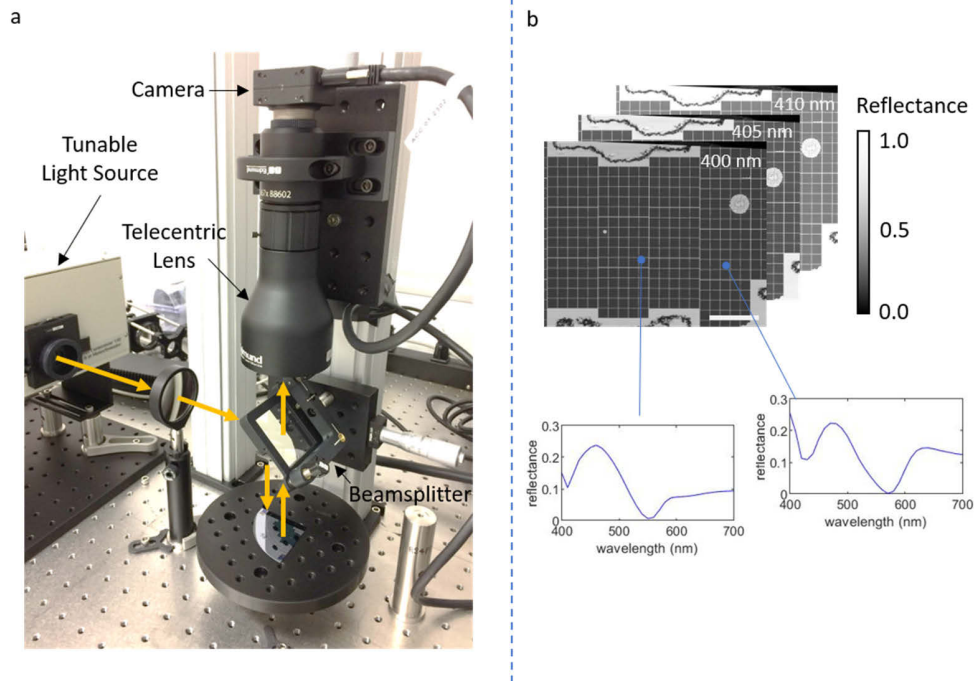 a
b
Camera
Tunable
Light Source
Telecentric
Lens
Edmund
88602
Beamsplitter
410 nm
405 nm
400 nm
Reflectance
1.0
0.5
0.0
0.3
0.2
0.1
0
400
500
600
700
reflectance
wavelength (nm)
0.3
0.2
0.1
0
400
500
600
700
reflectance
wavelength (nm)